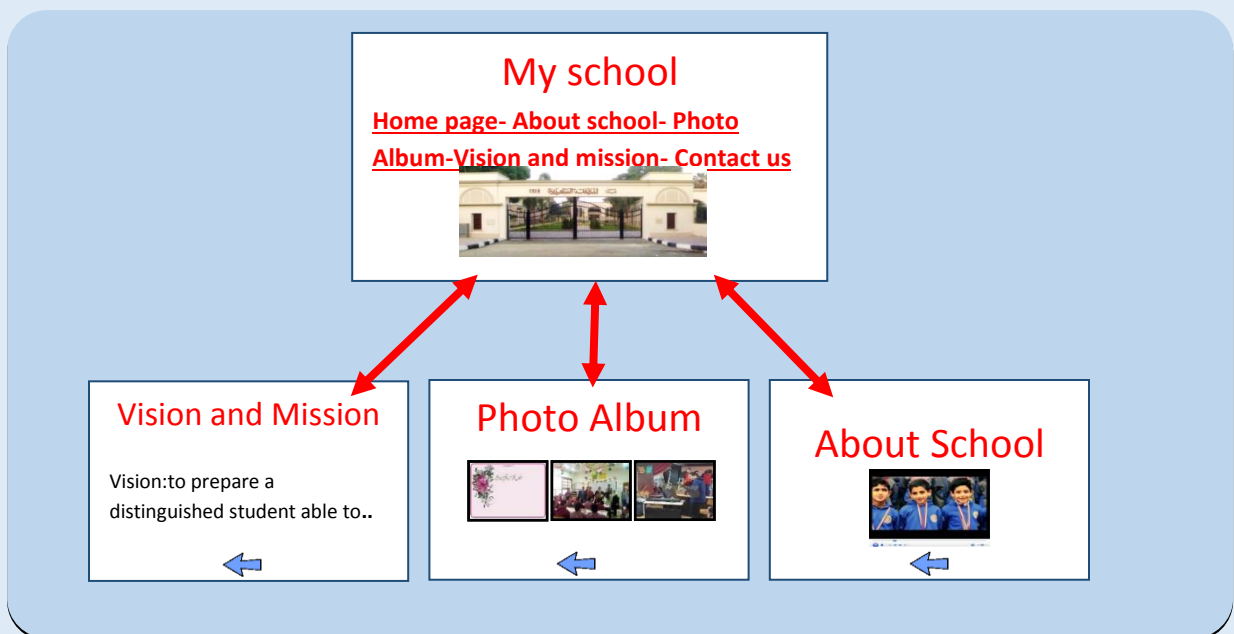 My school
Home page- About school- Photo
Album-Vision and mission- Contact us
Vision and Mission
Vision:to prepare a
distinguished student able to..
Photo Album
About School